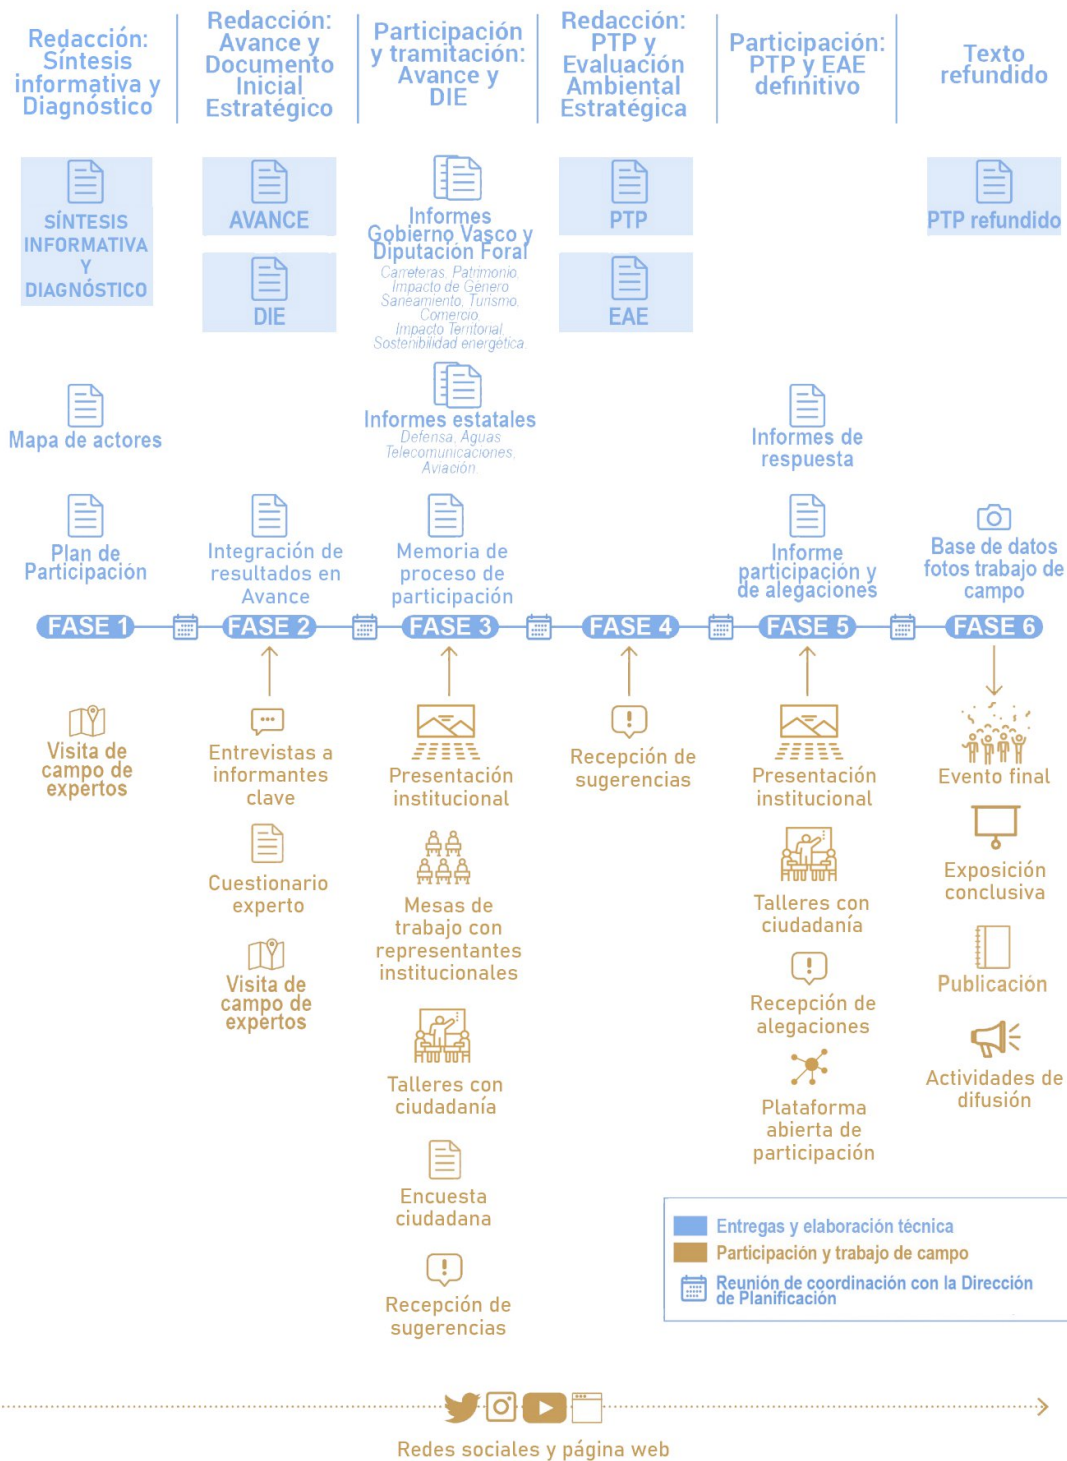 Redacción:
Síntesis
informativa y
Diagnóstico
Redacción:
Avance y
Documento
Inicial
Estratégico
Participación
y tramitación:
Avance y
DIE
Redacción:
PTP y
Evaluación
Ambiental
Estratégica
Participación:
PTP y EAE
definitivo
Texto
refundido
SÍNTESIS
INFORMATIVA
Y
DIAGNÓSTICO
AVANCE
DIE
Informes
Gobierno Vasco y
Diputación Foral
Carreteras, Patrimonio,
Impacto de Género
Saneamiento, Turismo,
Comercio,
Impacto Territorial,
Sostenibilidad energética.
PTP
EAE
PTP refundido
Mapa de actores
Informes estatales
Defensa, Aguas
Telecomunicaciones,
Aviación
Informes de
respuesta
Plan de
Participación
Integración de
resultados en
Avance
Memoria de
proceso de
participación
Informe
participación y
de alegaciones
Base de datos
fotos trabajo de
campo
FASE 1
FASE 2
FASE 3
FASE 4
FASE 5
FASE 6
Visita de
campo de
expertos
Entrevistas a
informantes
clave
Cuestionario
experto
Visita de
campo de
expertos
Presentación
institucional
Mesas de
trabajo con
representantes
institucionales
Talleres con
ciudadanía
Encuesta
ciudadana
Recepción de
sugerencias
Recepción de
sugerencias
Presentación
institucional
Talleres con
ciudadanía
Recepción de
alegaciones
Plataforma
abierta de
participación
Evento final
Exposición
conclusiva
Publicación
Actividades de
difusión
Entregas y elaboración técnica
Participación y trabajo de campo
Reunión de coordinación con la Dirección
de Planificación
Redes sociales y página web